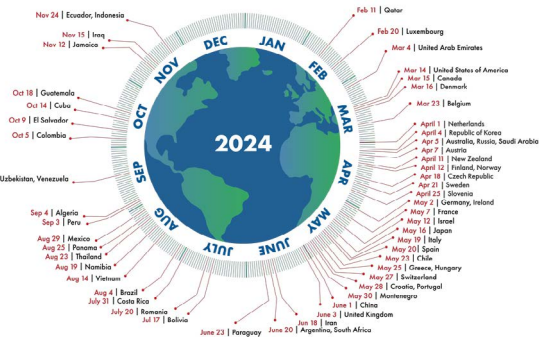 JAN
FEB
MAR
APR
MAY
JUNE
JULY
AUG
SEP
OCT
NOV
DEC
2024
Feb 11 | Qatar
Feb 20 | Luxembourg
Mar 4 | United Arab Emirates
Mar 14 | United States of America
Mar 15 | Canada
Mar 16 | Denmark
Mar 23 | Belgium
April 1 | Netherlands
April 4 | Republic of Korea
Apr 5 | Australia, Russia, Saudi Arabia
Apr 7 | Austria
April 11 | New Zealand
April 12 | Finland, Norway
Apr 18 | Czech Republic
Apr 21 | Sweden
April 25 | Slovenia
May 2 | Germany, Ireland
May 7 | France
May 12 | Israel
May 16 | Japan
May 19 | Italy
May 20 | Spain
May 23 | Chile
May 25 | Greece, Hungary
May 27 | Switzerland
May 28 | Croatia, Portugal
May 30 | Montenegro
June 1 | China
June 3 | United Kingdom
Jun 18 | Iran
June 20 | Argentina, South Africa
June 23 | Paraguay
Jul 17 | Bolivia
July 20 | Romania
July 31 | Costa Rica
Aug 4 | Brazil
Aug 14 | Vietnam
Aug 19 | Namibia
Aug 23 | Thailand
Aug 25 | Panama
Aug 29 | Mexico
Sep 3 | Peru
Sep 4 | Algeria
Uzbekistan, Venezuela
Oct 5 | Colombia
Oct 9 | El Salvador
Oct 14 | Cuba
Oct 18 | Guatemala
Nov 12 | Jamaica
Nov 15 | Iraq
Nov 24 | Ecuador, Indonesia